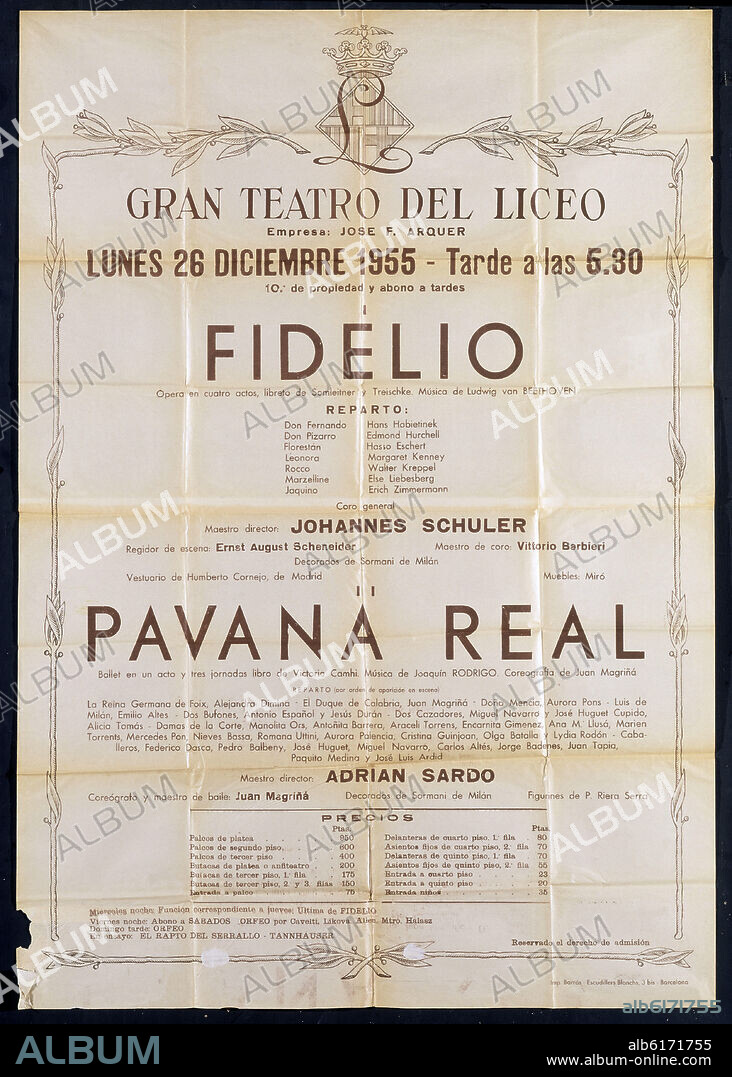 L
GRAN TEATRO DEL LICEO
Empresa: JOSE F. ARQUER
LUNES 26 DICIEMBRE 1955 - Tarde a las 5.30
10.ª de propiedad y abono a tardes
I
FIDELIO
Opera en cuatro actos, libreto de Sonnleitner y Treischke. Música de Ludwig van BEETHOVEN
REPARTO:
Don Fernando Hans Hobietinek
Don Pizarro Edmond Hurchell
Florestan Hasso Eschert
Leonora Margaret Kenney
Rocco Walter Kreppel
Marzelline Else Liebesberg
Jaquino Erich Zimmermann
Coro general
Maestro director: JOHANNES SCHULER
Regidor de escena: Ernst August Scheneider Maestro de coro: Vittorio Barbieri
Decorados de Sormani de Milán
Vestuario de Humberto Cornejo, de Madrid Muebles: Miró
II
PAVANA REAL
Ballet en un acto y tres jornadas libro de Victoria Camhi. Música de Joaquín RODRIGO. Coreografía de Juan Magriñá
REPARTO (por orden de aparición en escena)
La Reina Germana de Foix, Alejandra Dimina - El Duque de Calabria, Juan Magriñá - Doña Mencia, Aurora Pons - Luis de
Milán, Emilio Altes - Dos Bufones, Antonio Español y Jesús Durán - Dos Cazadores, Miguel Navarro y José Huguet Cupido,
Alicia Tomás - Damas de la Corte, Manolita Ors, Antoñita Barrera, Araceli Torrens, Encarnita Gimenez, Ana M.ª Llusá, Marien
Torrents, Mercedes Pon, Nieves Bassa, Romana Uttini, Aurora Palencia, Cristina Guinjoan, Olga Batalla y Lydia Rodón - Caba-
lleros, Federico Dasca, Pedro Balbeny, José Huguet, Miguel Navarro, Carlos Altés, Jorge Badenes, Juan Tapia,
Paquito Medina y José Luis Ardid
Maestro director: ADRIAN SARDO
Coreógrafo y maestro de baile: Juan Magriñá Decorados de Sormani de Milán Figurines de P. Riera Serra
PRECIOS
Ptas. Ptas.
Palcos de platea 950 Delanteras de cuarto piso, 1.ª fila 80
Palcos de segundo piso, 600 Asientos fijos de cuarto piso, 2.ª fila 70
Palcos de tercer piso 400 Delanteras de quinto piso, 1.ª fila 70
Butacas de platea o anfiteatro 200 Asientos fijos de quinto piso, 2.ª fila 55
Butacas de tercer piso, 1.ª fila 175 Entrada a cuarto piso 23
Butacas de tercer piso, 2.ª y 3.ª filas 150 Entrada a quinto piso 20
Entrada a palco 75 Entrada niños 35
Miercoles noche: Función correspondiente a jueves: Ultima de FIDELIO
Viernes noche: Abono a SABADOS ORFEO por Gavetti, Likova, Allen, Mtro. Halasz
Domingo tarde: ORFEO
En ensayo: EL RAPTO DEL SERRALLO - TANNHAUSER
Reservado el derecho de admisión
Imp. Barrón - Escudillers Blanchs, 3 bis - Barcelona
alb6171755
ALBUM
alb6171755
www.album-online.com